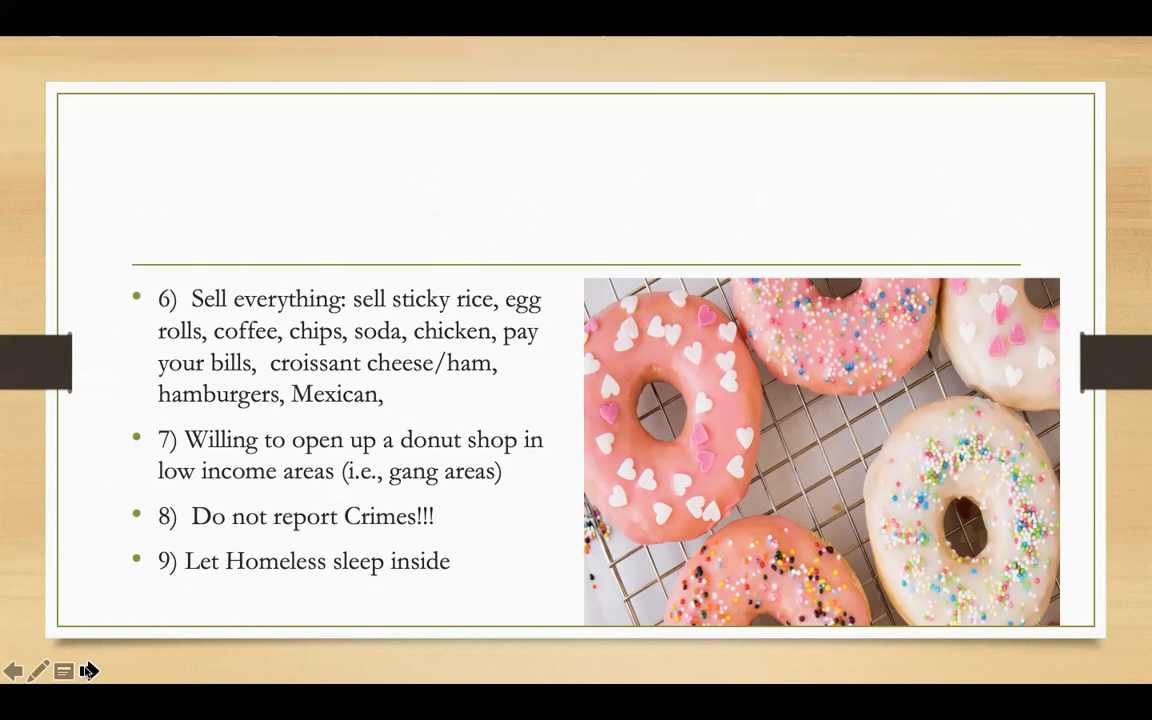 6)  Sell everything: sell sticky rice, egg
rolls, coffee, chips, soda, chicken, pay
your bills,  croissant cheese/ham,
hamburgers, Mexican,
7) Willing to open up a donut shop in
low income areas (i.e., gang areas)
8)  Do not report Crimes!!!
9) Let Homeless sleep inside